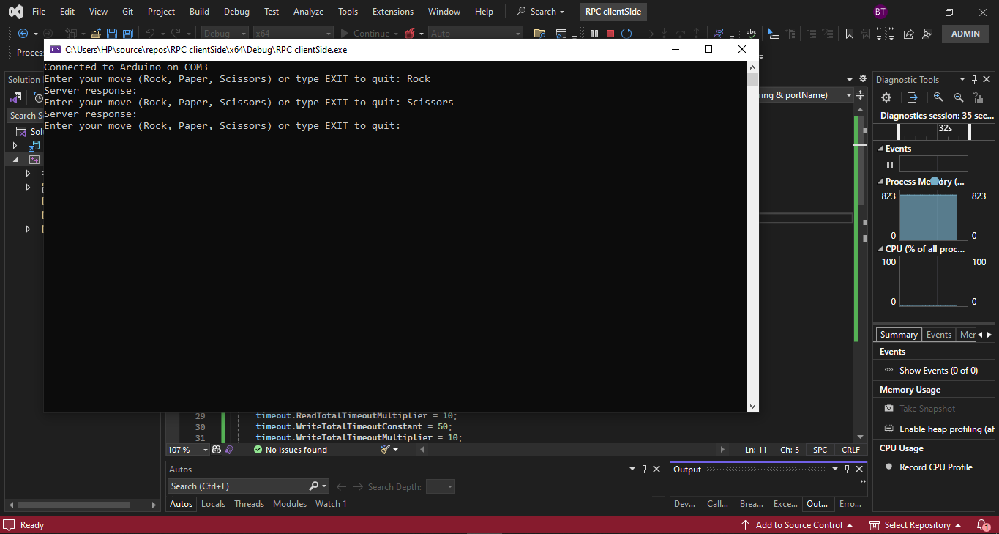 File Edit View Git Project Build Debug Test Analyze Tools Extensions Window Help Search RPC clientSide BT
Debug x64 Continue Auto ADMIN
C:\Users\HP\source\repos\RPC clientSide\x64\Debug\RPC clientSide.exe
Connected to Arduino on COM3
Enter your move (Rock, Paper, Scissors) or type EXIT to quit: Rock
Server response:
Enter your move (Rock, Paper, Scissors) or type EXIT to quit: Scissors
Server response:
Enter your move (Rock, Paper, Scissors) or type EXIT to quit:
Proces
Solution
Search S
Solu
ring & portName)
29 timeout.ReadTotalTimeoutMultiplier = 10;
30 timeout.WriteTotalTimeoutConstant = 50;
31 timeout.WriteTotalTimeoutMultiplier = 10;
107 % No issues found Ln: 11 Ch: 5 SPC CRLF
Autos
Search (Ctrl+E) Search Depth:
Autos Locals Threads Modules Watch 1
Output
Dev... Call... Brea... Exce... Out... Erro...
Diagnostic Tools
Diagnostics session: 35 sec...
32s
Events
Process Memory (...
823 823
0 0
CPU (% of all proc...
100 100
0 0
Summary Events Mer
Events
Show Events (0 of 0)
Memory Usage
Take Snapshot
Enable heap profiling (af
CPU Usage
Record CPU Profile
Ready Add to Source Control Select Repository 1